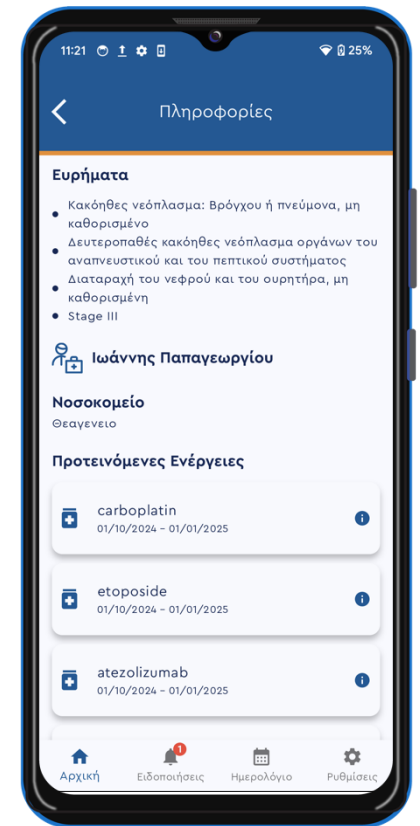 11:21 25%
Πληροφορίες
Ευρήματα
Κακόηθες νεόπλασμα: Βρόγχου ή πνεύμονα, μη
καθορισμένο
Δευτεροπαθές κακόηθες νεόπλασμα οργάνων του
αναπνευστικού και του πεπτικού συστήματος
Διαταραχή του νεφρού και του ουρητήρα, μη
καθορισμένη
Stage III
Ιωάννης Παπαγεωργίου
Νοσοκομείο
Θεαγενειο
Προτεινόμενες Ενέργειες
carboplatin
01/10/2024 - 01/01/2025
etoposide
01/10/2024 - 01/01/2025
atezolizumab
01/10/2024 - 01/01/2025
1
Αρχική Ειδοποιήσεις Ημερολόγιο Ρυθμίσεις